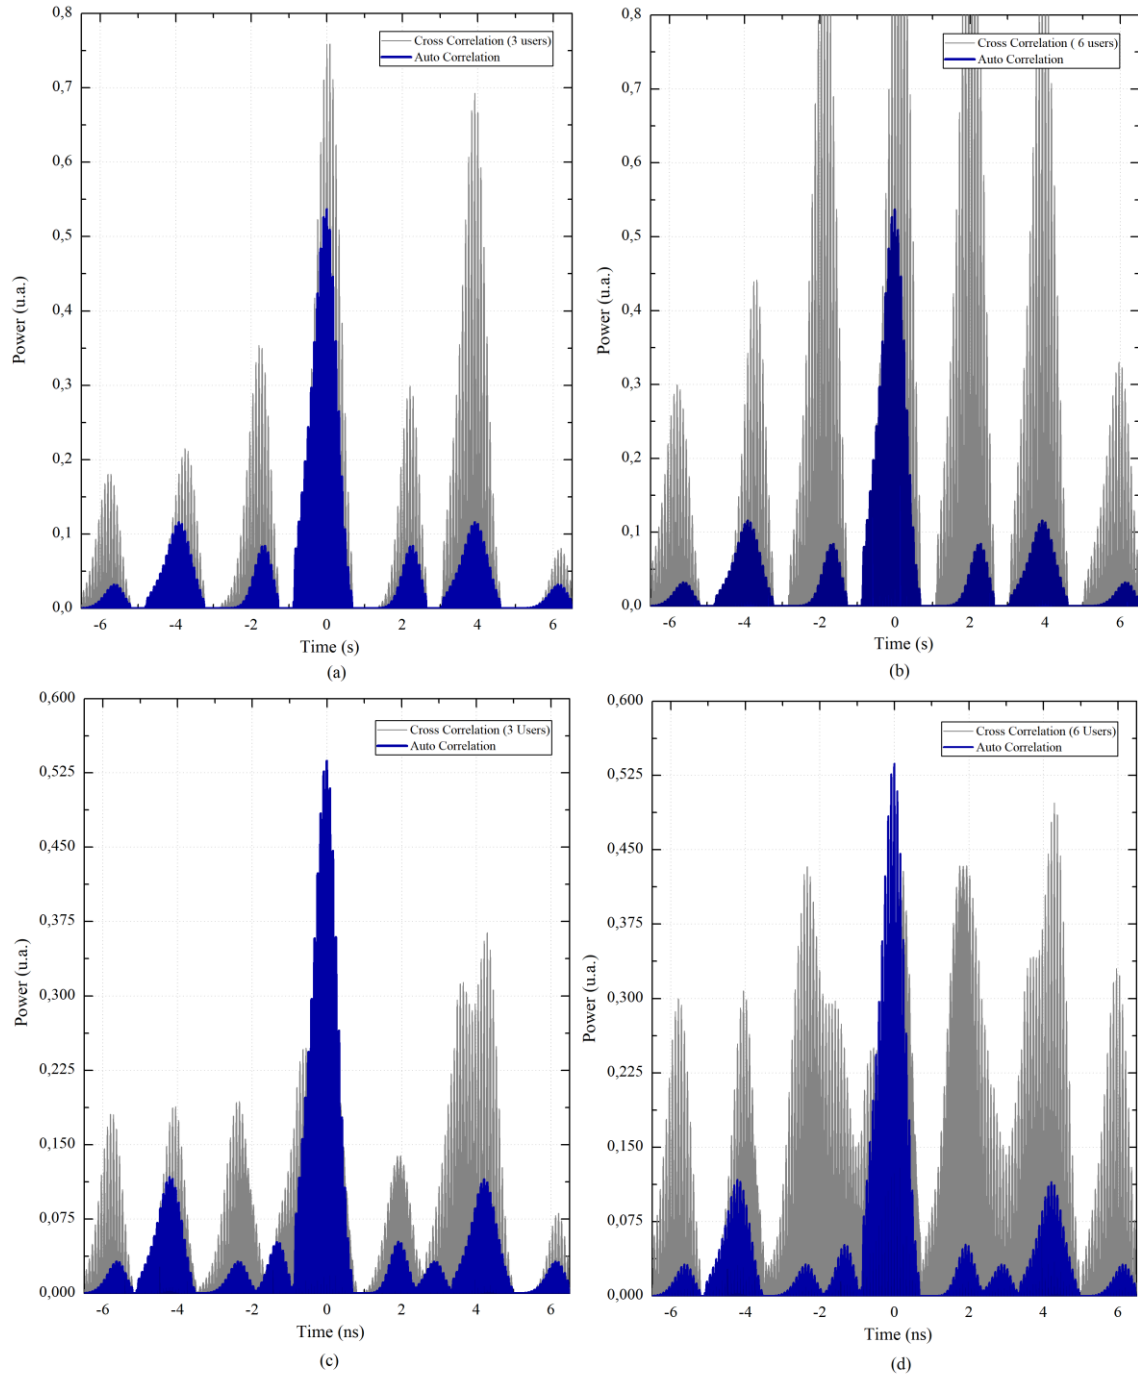 Cross Correlation (3 users)
Auto Correlation
0,8
0,7
0,6
0,5
0,4
0,3
0,2
0,1
0,0
Power (u.a.)
-6 -4 -2 0 2 4 6
Time (s)
(a)
Cross Correlation ( 6 users)
Auto Correlation
0,8
0,7
0,6
0,5
0,4
0,3
0,2
0,1
0,0
Power (u.a.)
-6 -4 -2 0 2 4 6
Time (s)
(b)
Cross Correlation (3 Users)
Auto Correlation
0,600
0,525
0,450
0,375
0,300
0,225
0,150
0,075
0,000
Power (u.a.)
-6 -4 -2 0 2 4 6
Time (ns)
(c)
Cross Correlation (6 Users)
Auto Correlation
0,600
0,525
0,450
0,375
0,300
0,225
0,150
0,075
0,000
Power (u.a.)
-6 -4 -2 0 2 4 6
Time (ns)
(d)